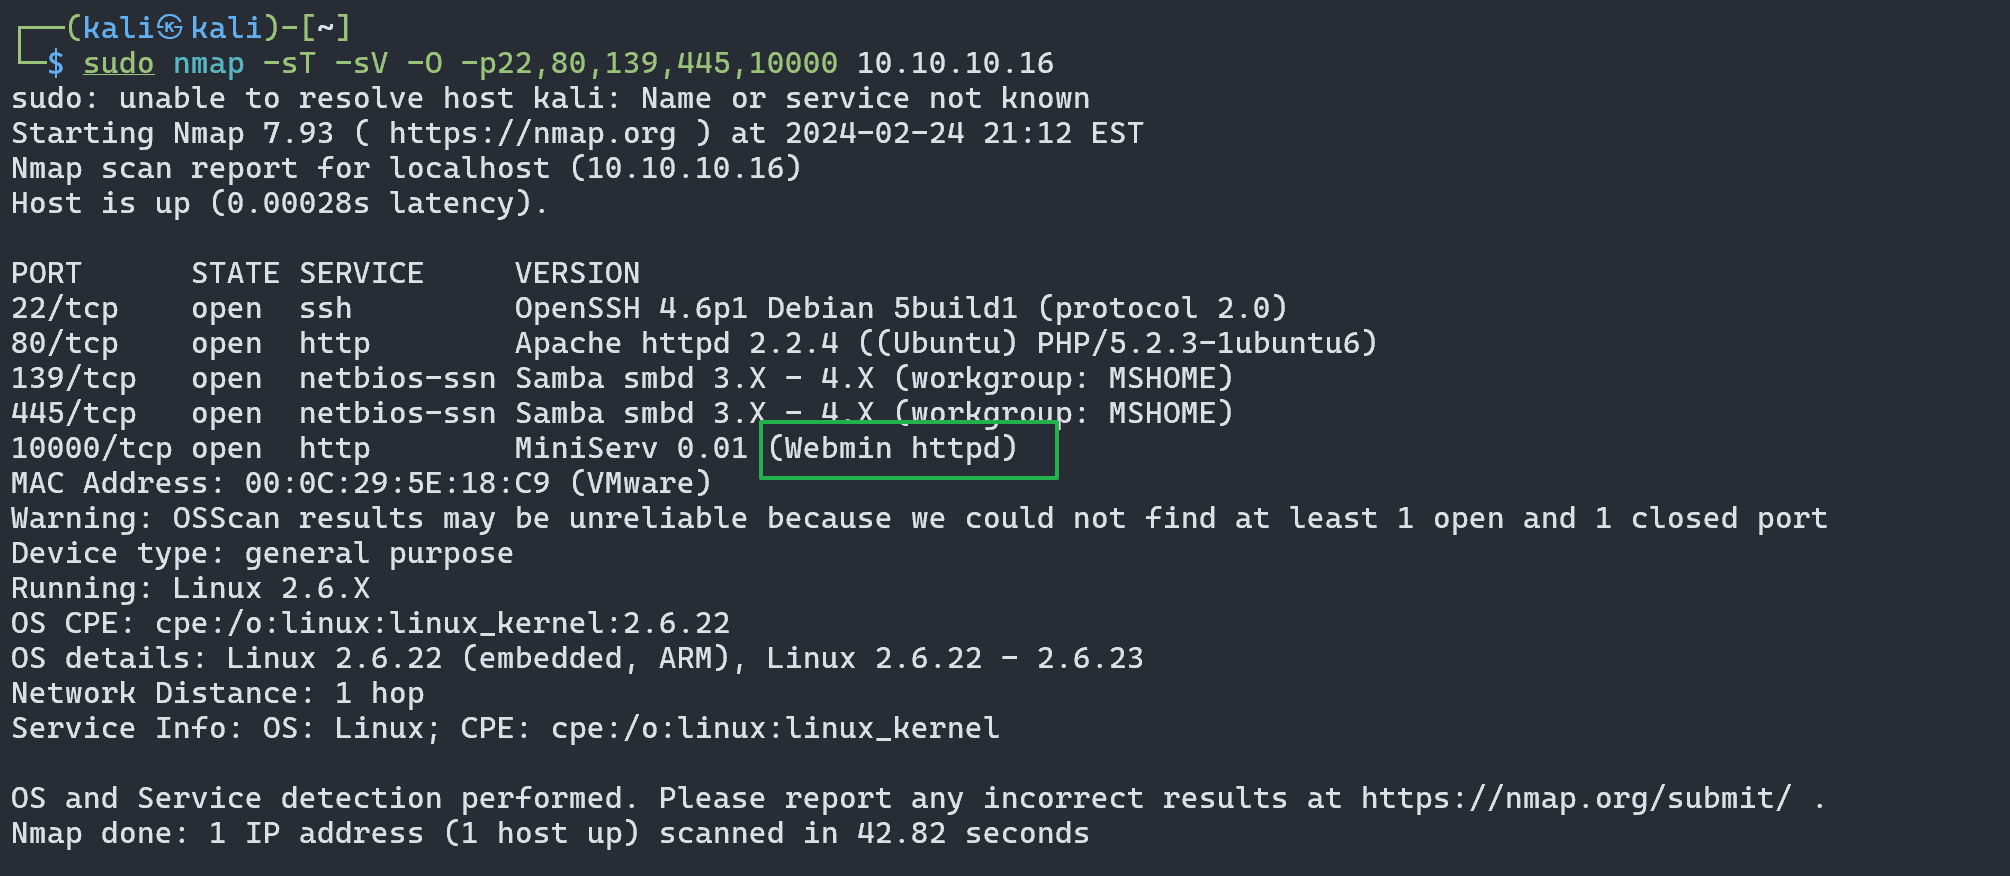 ┌──(kali㉿kali)-[~]
└─$ sudo nmap -sT -sV -O -p22,80,139,445,10000 10.10.10.16
sudo: unable to resolve host kali: Name or service not known
Starting Nmap 7.93 ( https://nmap.org ) at 2024-02-24 21:12 EST
Nmap scan report for localhost (10.10.10.16)
Host is up (0.00028s latency).
PORT      STATE SERVICE     VERSION
22/tcp    open  ssh         OpenSSH 4.6p1 Debian 5build1 (protocol 2.0)
80/tcp    open  http        Apache httpd 2.2.4 ((Ubuntu) PHP/5.2.3-1ubuntu6)
139/tcp   open  netbios-ssn Samba smbd 3.X - 4.X (workgroup: MSHOME)
445/tcp   open  netbios-ssn Samba smbd 3.X - 4.X (workgroup: MSHOME)
10000/tcp open  http        MiniServ 0.01 (Webmin httpd)
MAC Address: 00:0C:29:5E:18:C9 (VMware)
Warning: OSScan results may be unreliable because we could not find at least 1 open and 1 closed port
Device type: general purpose
Running: Linux 2.6.X
OS CPE: cpe:/o:linux:linux_kernel:2.6.22
OS details: Linux 2.6.22 (embedded, ARM), Linux 2.6.22 - 2.6.23
Network Distance: 1 hop
Service Info: OS: Linux; CPE: cpe:/o:linux:linux_kernel
OS and Service detection performed. Please report any incorrect results at https://nmap.org/submit/ .
Nmap done: 1 IP address (1 host up) scanned in 42.82 seconds